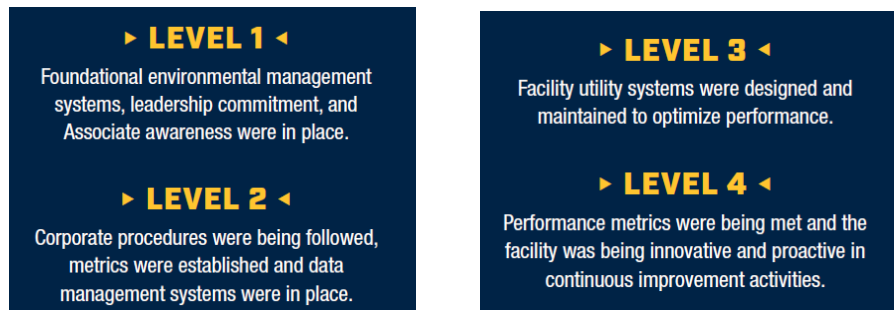 LEVEL 1
Foundational environmental management
systems, leadership commitment, and
Associate awareness were in place.
LEVEL 2
Corporate procedures were being followed,
metrics were established and data
management systems were in place.
LEVEL 3
Facility utility systems were designed and
maintained to optimize performance.
LEVEL 4
Performance metrics were being met and the
facility was being innovative and proactive in
continuous improvement activities.